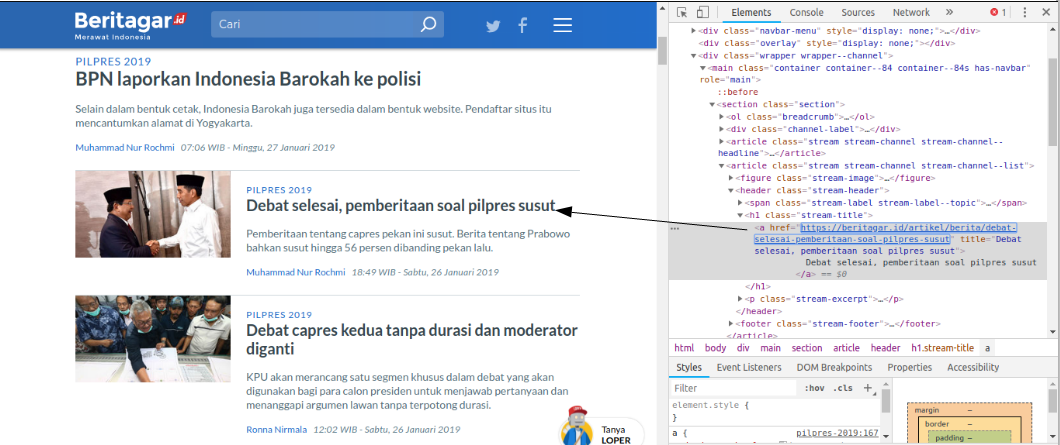 Beritagar.id
Merawat Indonesia
Cari
PILPRES 2019
BPN laporkan Indonesia Barokah ke polisi
Selain dalam bentuk cetak, Indonesia Barokah juga tersedia dalam bentuk website. Pendaftar situs itu
mencantumkan alamat di Yogyakarta.
Muhammad Nur Rochmi 07:06 WIB - Minggu, 27 Januari 2019
PILPRES 2019
Debat selesai, pemberitaan soal pilpres susut
Pemberitaan tentang capres pekan ini susut. Berita tentang Prabowo
bahkan susut hingga 56 persen dibanding pekan lalu.
Muhammad Nur Rochmi 18:49 WIB - Sabtu, 26 Januari 2019
PILPRES 2019
Debat capres kedua tanpa durasi dan moderator
diganti
KPU akan merancang satu segmen khusus dalam debat yang akan
digunakan bagi para calon presiden untuk menjawab pertanyaan dan
menanggapi argumen lawan tanpa terpotong durasi.
Ronna Nirmala 12:02 WIB - Sabtu, 26 Januari 2019
Tanya
LOPER
Elements Console Sources Network » 1
<div class="navbar-menu" style="display: none;">…</div>
<div class="overlay" style="display: none;"></div>
<div class="wrapper wrapper--channel">
<main class="container container--84 container--84s has-navbar"
role="main">
::before
<section class="section">
<ol class="breadcrumb">…</ol>
<div class="channel-label">…</div>
<article class="stream stream-channel stream-channel--
headline">…</article>
<article class="stream stream-channel stream-channel--list">
<figure class="stream-image">…</figure>
<header class="stream-header">
<span class="stream-label stream-label--topic">…</span>
<h1 class="stream-title">
<a href="https://beritagar.id/artikel/berita/debat-
selesai-pemberitaan-soal-pilpres-susut" title="Debat
selesai, pemberitaan soal pilpres susut">
Debat selesai, pemberitaan soal pilpres susut
</a> == $0
</h1>
<p class="stream-excerpt">…</p>
</header>
<footer class="stream-footer">…</footer>
</article>
html body div main section article header h1.stream-title a
Styles Event Listeners DOM Breakpoints Properties Accessibility
Filter :hov .cls +
element.style {
}
a { pilpres-2019:167
margin –
border –
padding –